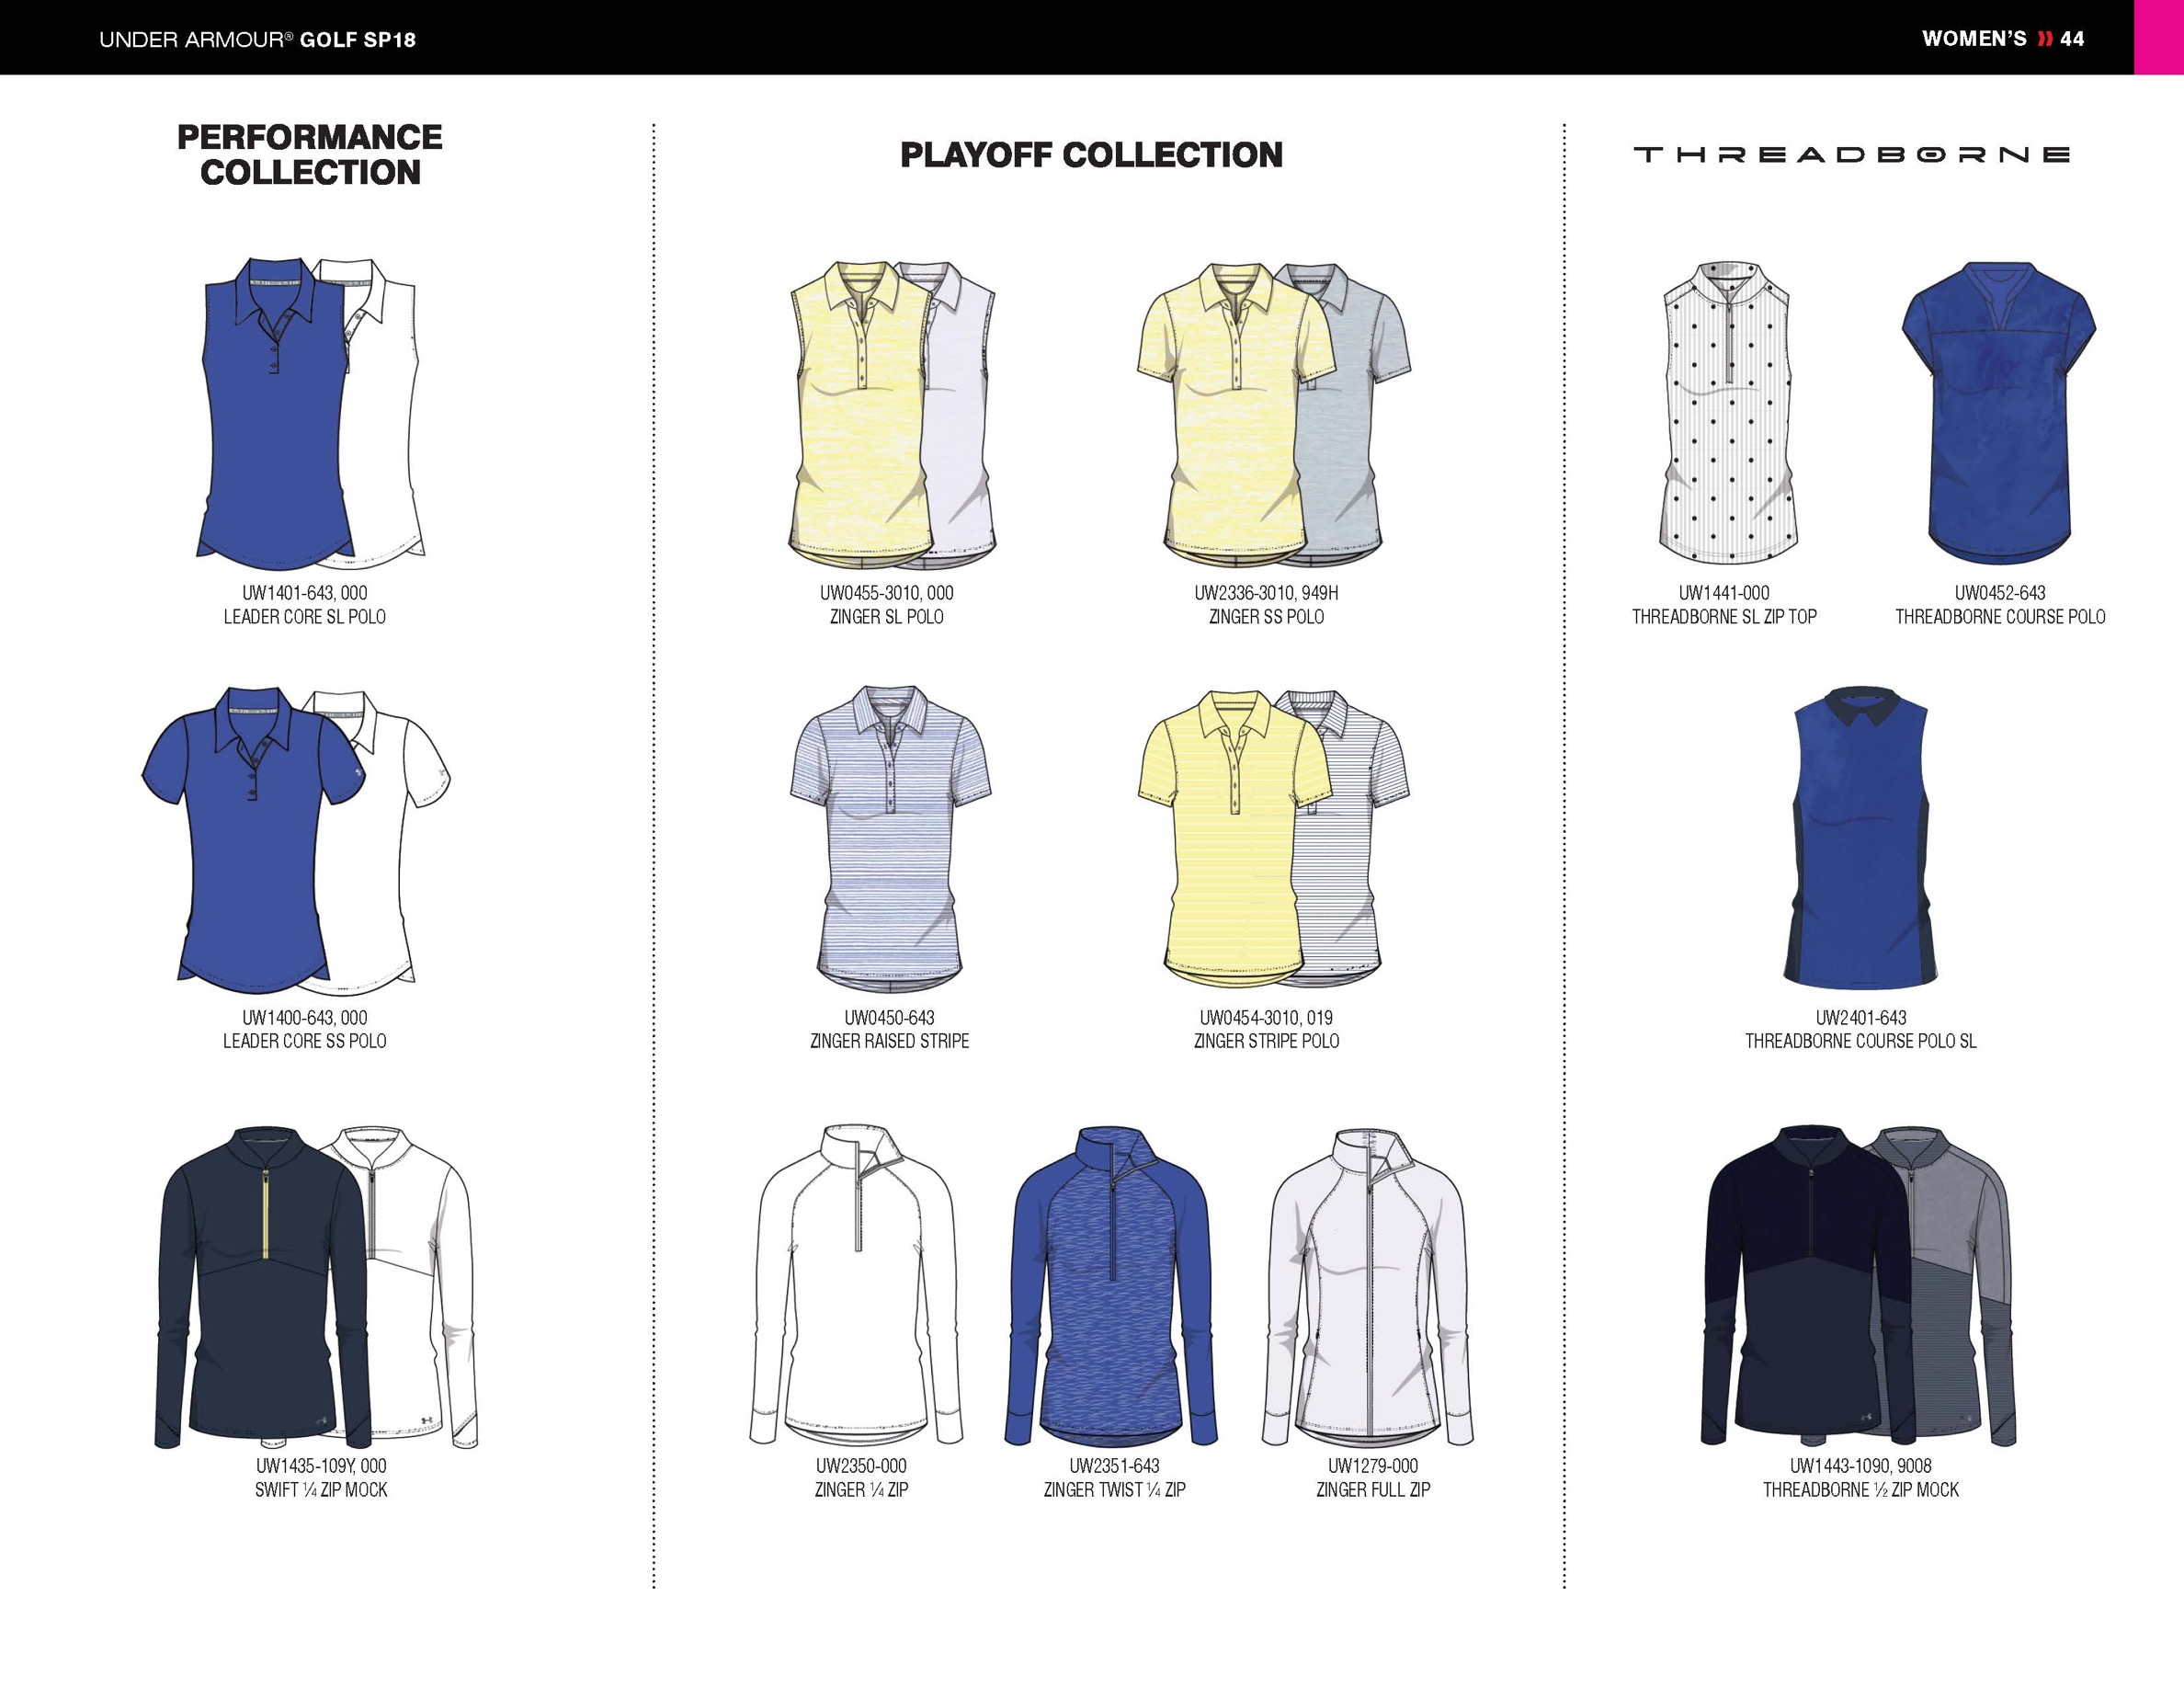 UNDER ARMOUR® GOLF SP18
WOMEN'S 》 44
PERFORMANCE
COLLECTION
UW1401-643, 000
LEADER CORE SL POLO
UW1400-643, 000
LEADER CORE SS POLO
UW1435-109Y, 000
SWIFT ¼ ZIP MOCK
PLAYOFF COLLECTION
UW0455-3010, 000
ZINGER SL POLO
UW2336-3010, 949H
ZINGER SS POLO
UW0450-643
ZINGER RAISED STRIPE
UW0454-3010, 019
ZINGER STRIPE POLO
UW2350-000
ZINGER ¼ ZIP
UW2351-643
ZINGER TWIST ¼ ZIP
UW1279-000
ZINGER FULL ZIP
THREADBORNE
UW1441-000
THREADBORNE SL ZIP TOP
UW0452-643
THREADBORNE COURSE POLO
UW2401-643
THREADBORNE COURSE POLO SL
UW1443-1090, 9008
THREADBORNE ½ ZIP MOCK